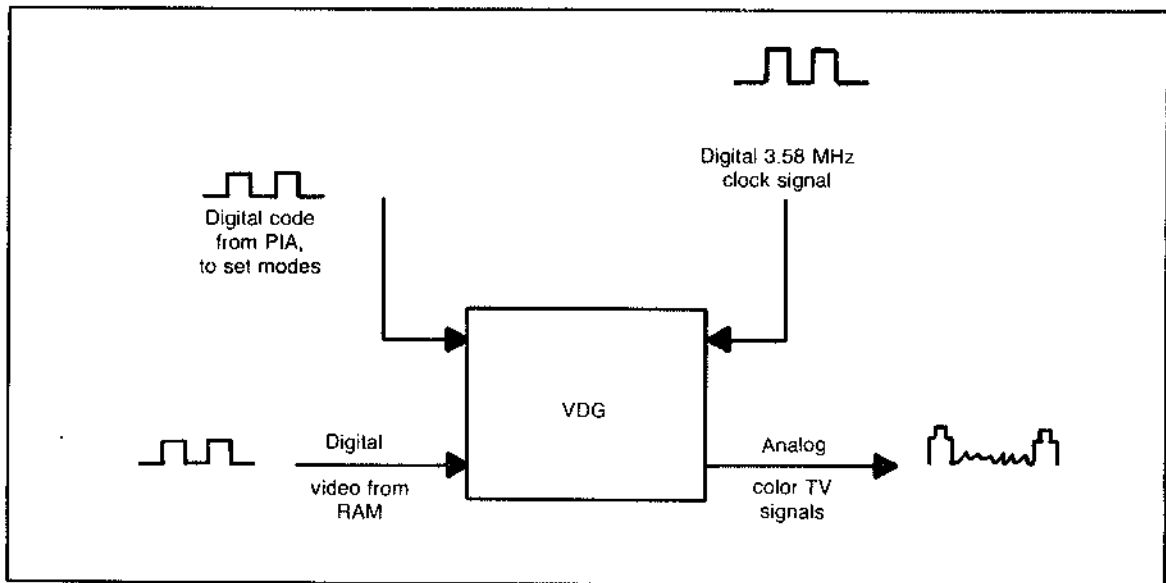 Digital 3.58 MHz
clock signal
Digital code
from PIA,
to set modes
VDG
Digital
video from
RAM
Analog
color TV
signals